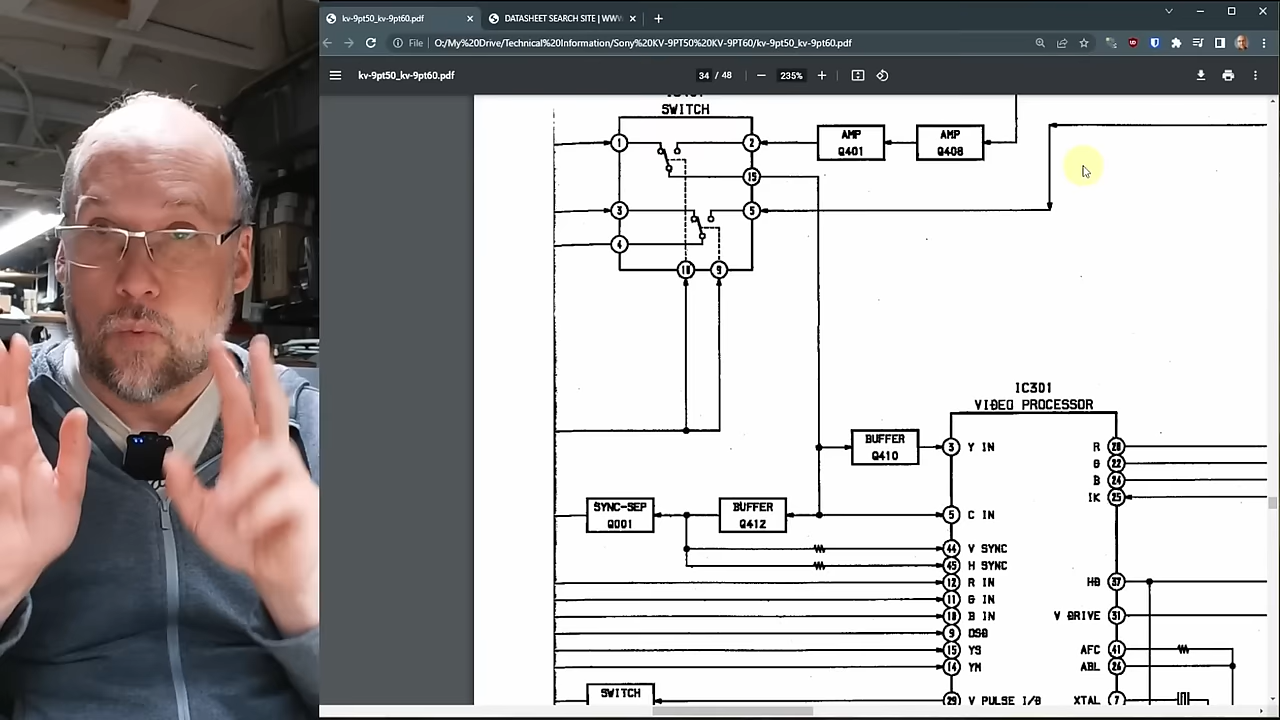 kv-9pt50_kv-9pt60.pdf
DATASHEET SEARCH SITE | WWW
File
O:/My%20Drive/Technical%20Information/Sony%20KV-9PT50%20KV-9PT60/kv-9pt50_kv-9pt60.pdf
kv-9pt50_kv-9pt60.pdf
34 / 48
235%
SWITCH
1
2
AMP
Q401
AMP
Q408
15
3
5
4
10
9
IC301
VIDEO PROCESSOR
BUFFER
Q410
3 Y IN
R 20
G 22
B 24
IK 25
SYNC-SEP
Q001
BUFFER
Q412
5 C IN
44 V SYNC
45 H SYNC
12 R IN
11 G IN
10 B IN
9 OSD
15 YS
14 YM
HD 37
V DRIVE 31
AFC 41
ABL 26
SWITCH
29 V PULSE I/B
XTAL 7